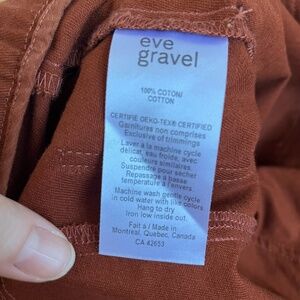 eve
gravel
100% COTON/
COTTON
CERTIFIÉ OEKO-TEX® CERTIFIED
Garnitures non comprises
Exclusive of trimmings
Laver à la machine cycle
délicat, eau froide, avec
couleurs similaires.
Suspendre pour sécher
Repassage à basse
température à l'envers.
Machine wash gentle cycle
in cold water with like colors
Hang to dry
Iron low inside out.
Fait à / Made in
Montreal, Québec, Canada
CA 42653